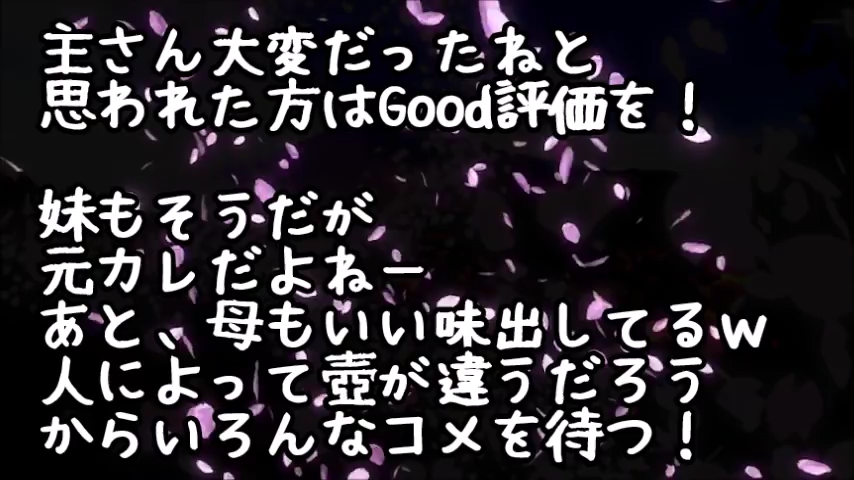 主さん大変だったねと
思われた方はGood評価を！
妹もそうだが
元カレだよねー
あと、母もいい味出してるｗ
人によって壺が違うだろう
からいろんなコメを待つ！